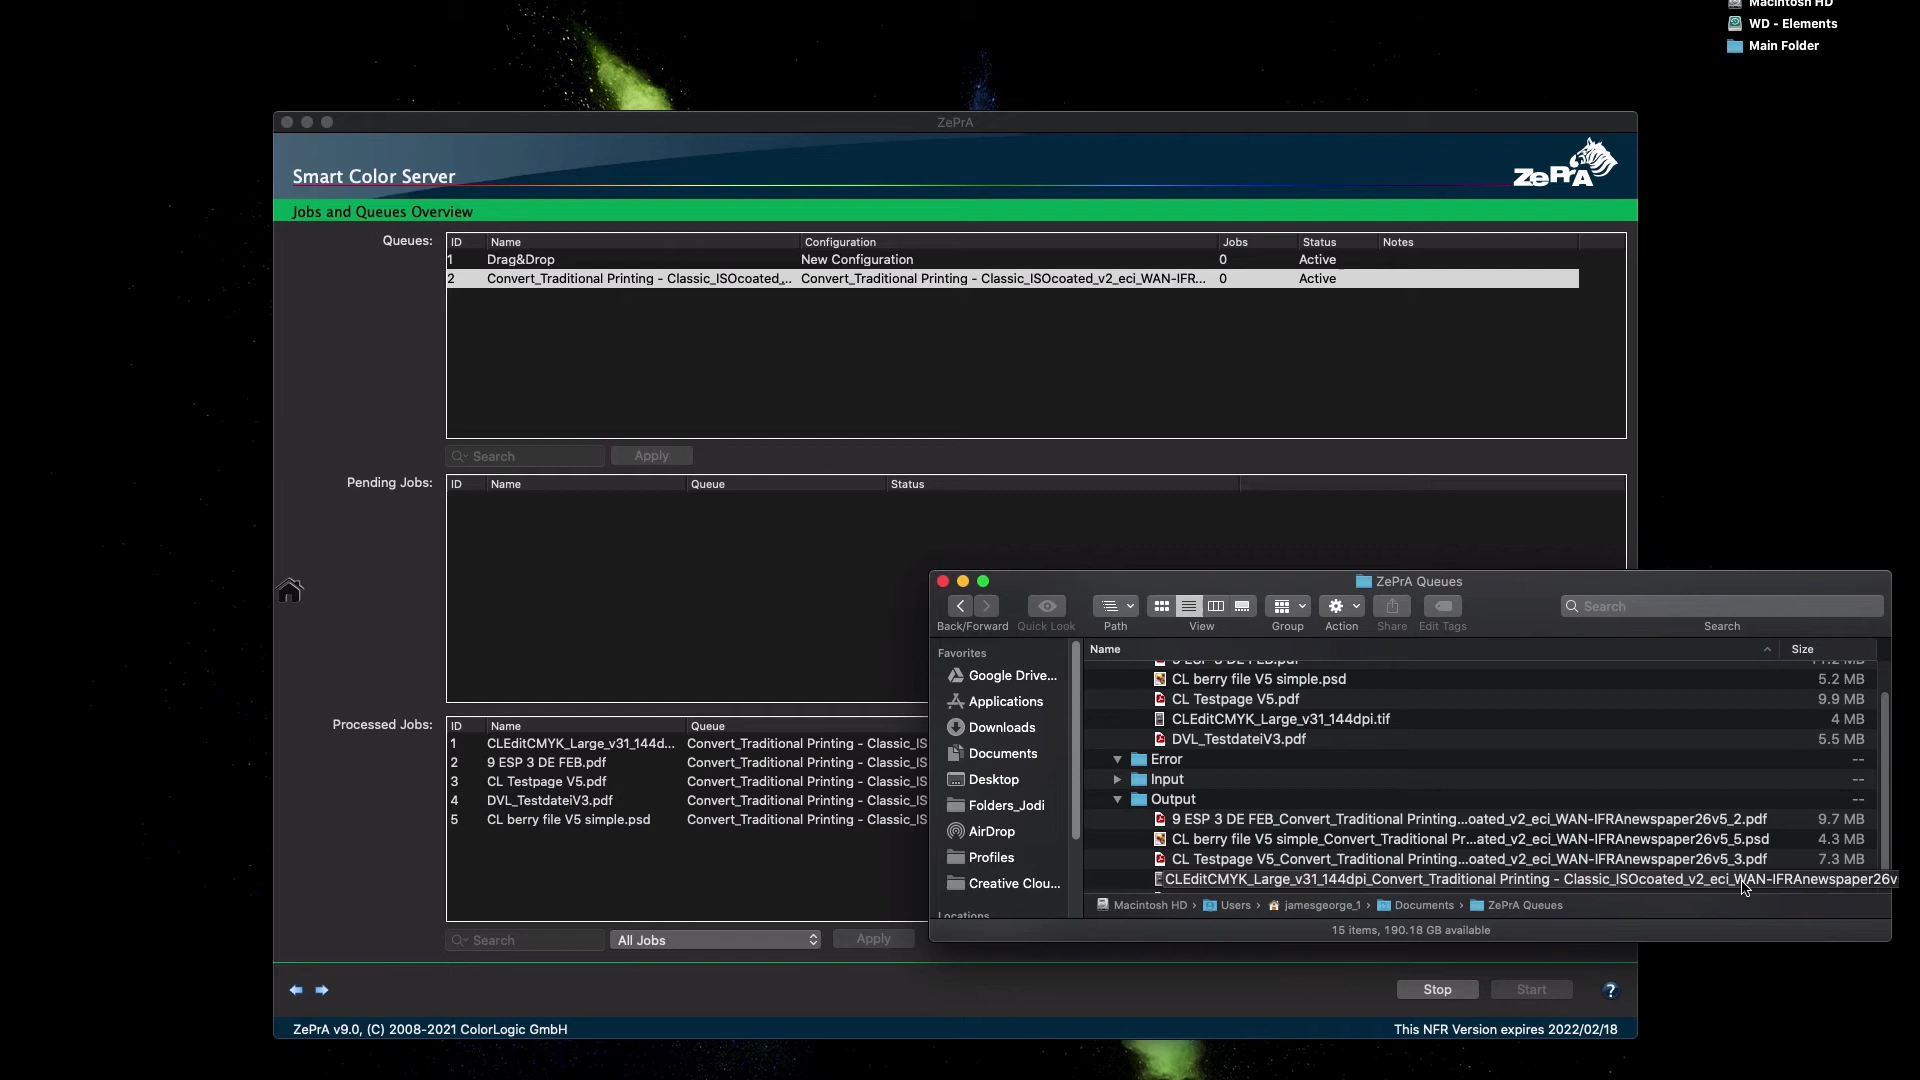 Macintosh HD
WD - Elements
Main Folder
ZePrA
Smart Color Server
ZePrA
Jobs and Queues Overview
Queues:
ID Name Configuration Jobs Status Notes
1 Drag&Drop New Configuration 0 Active
2 Convert_Traditional Printing - Classic_ISOcoated_... Convert_Traditional Printing - Classic_ISOcoated_v2_eci_WAN-IFR... 0 Active
Search Apply
Pending Jobs:
ID Name Queue Status
Processed Jobs:
ID Name Queue
1 CLEditCMYK_Large_v31_144d... Convert_Traditional Printing - Classic_IS
2 9 ESP 3 DE FEB.pdf Convert_Traditional Printing - Classic_IS
3 CL Testpage V5.pdf Convert_Traditional Printing - Classic_IS
4 DVL_TestdateiV3.pdf Convert_Traditional Printing - Classic_IS
5 CL berry file V5 simple.psd Convert_Traditional Printing - Classic_IS
Search All Jobs Apply
Stop Start ?
ZePrA v9.0, (C) 2008-2021 ColorLogic GmbH
This NFR Version expires 2022/02/18
ZePrA Queues
Search
Back/Forward Quick Look Path View Group Action Share Edit Tags Search
Favorites
Google Drive...
Applications
Downloads
Documents
Desktop
Folders_Jodi
AirDrop
Profiles
Creative Clou...
Locations
Name Size
9 ESP 3 DE FEB.pdf 11.2 MB
CL berry file V5 simple.psd 5.2 MB
CL Testpage V5.pdf 9.9 MB
CLEditCMYK_Large_v31_144dpi.tif 4 MB
DVL_TestdateiV3.pdf 5.5 MB
Error --
Input --
Output --
9 ESP 3 DE FEB_Convert_Traditional Printing...oated_v2_eci_WAN-IFRAnewspaper26v5_2.pdf 9.7 MB
CL berry file V5 simple_Convert_Traditional Pr...oated_v2_eci_WAN-IFRAnewspaper26v5_5.psd 4.3 MB
CL Testpage V5_Convert_Traditional Printing...oated_v2_eci_WAN-IFRAnewspaper26v5_3.pdf 7.3 MB
CLEditCMYK_Large_v31_144dpi_Convert_Traditional Printing - Classic_ISOcoated_v2_eci_WAN-IFRAnewspaper26v
Macintosh HD › Users › jamesgeorge_1 › Documents › ZePrA Queues
15 items, 190.18 GB available